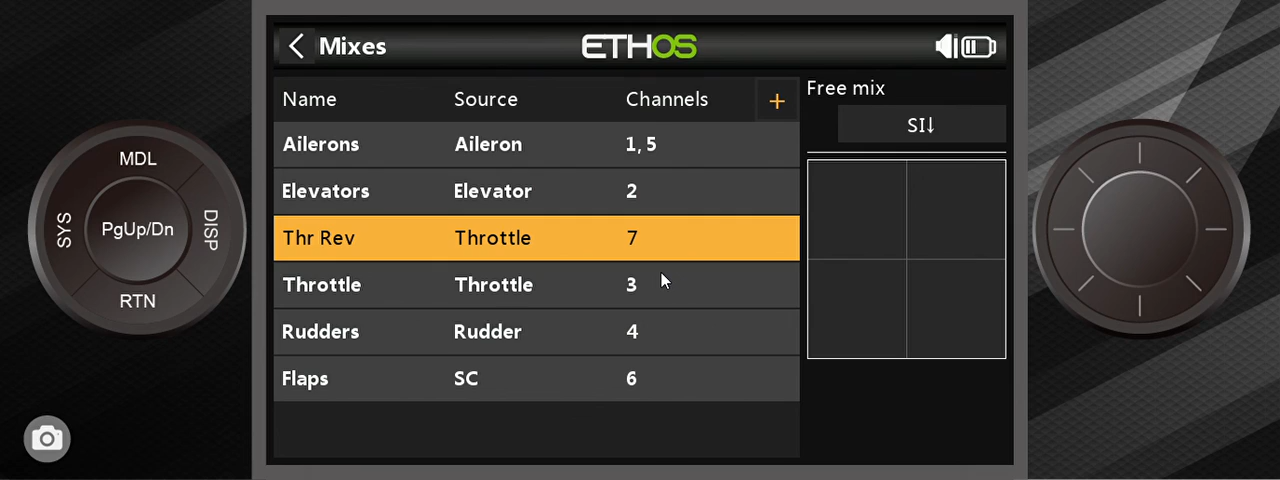 Mixes
ETHOS
Name Source Channels +
Ailerons Aileron 1, 5
Elevators Elevator 2
Thr Rev Throttle 7
Throttle Throttle 3
Rudders Rudder 4
Flaps SC 6
Free mix
SI↓
MDL
SYS
PgUp/Dn
DISP
RTN